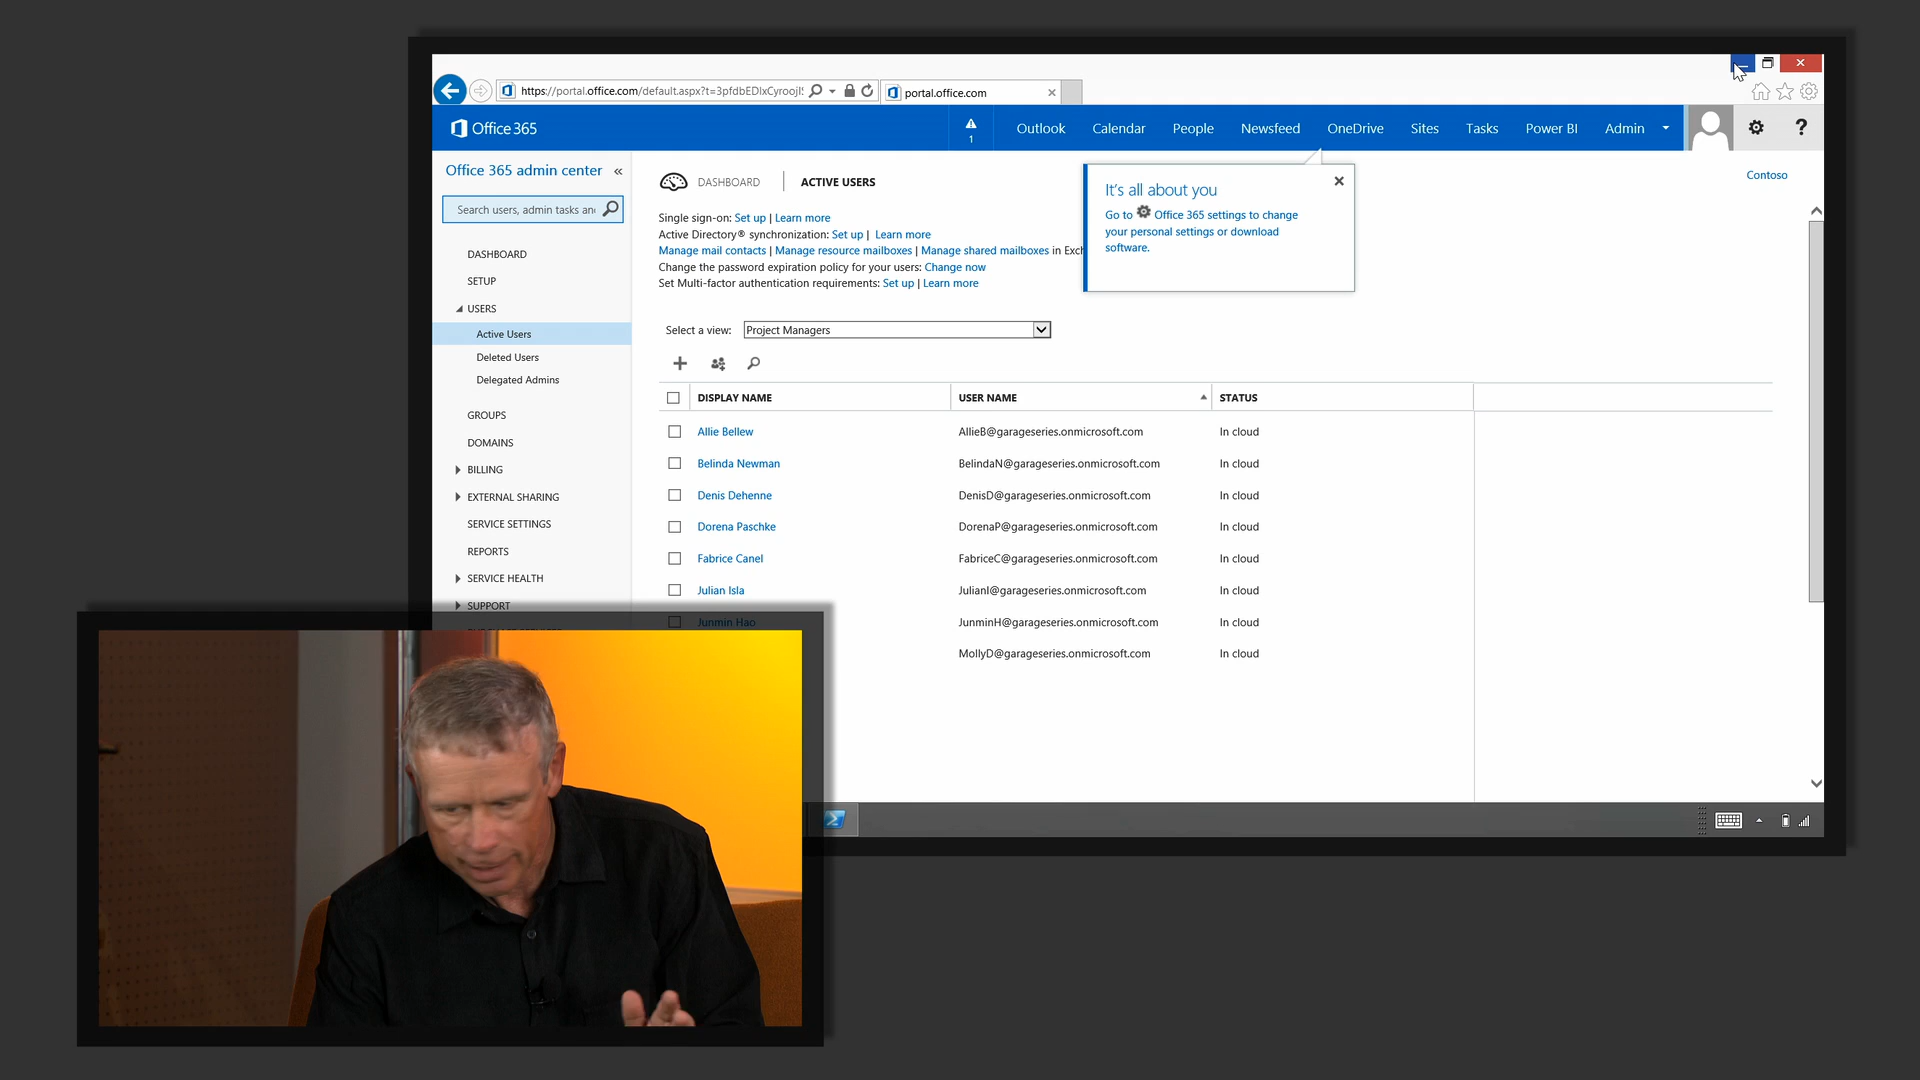 https://portal.office.com/default.aspx?t=3pfdbEDIxCyroojI
portal.office.com
Office 365
1
Outlook
Calendar
People
Newsfeed
OneDrive
Sites
Tasks
Power BI
Admin
?
Office 365 admin center «
Search users, admin tasks an
DASHBOARD
SETUP
USERS
Active Users
Deleted Users
Delegated Admins
GROUPS
DOMAINS
BILLING
EXTERNAL SHARING
SERVICE SETTINGS
REPORTS
SERVICE HEALTH
SUPPORT
DASHBOARD
ACTIVE USERS
Contoso
Single sign-on: Set up | Learn more
Active Directory® synchronization: Set up | Learn more
Manage mail contacts | Manage resource mailboxes | Manage shared mailboxes in Exch
Change the password expiration policy for your users: Change now
Set Multi-factor authentication requirements: Set up | Learn more
It's all about you
Go to Office 365 settings to change
your personal settings or download
software.
Select a view: Project Managers
DISPLAY NAME USER NAME STATUS
Allie Bellew AllieB@garageseries.onmicrosoft.com In cloud
Belinda Newman BelindaN@garageseries.onmicrosoft.com In cloud
Denis Dehenne DenisD@garageseries.onmicrosoft.com In cloud
Dorena Paschke DorenaP@garageseries.onmicrosoft.com In cloud
Fabrice Canel FabriceC@garageseries.onmicrosoft.com In cloud
Julian Isla JulianI@garageseries.onmicrosoft.com In cloud
Junmin Hao JunminH@garageseries.onmicrosoft.com In cloud
MollyD@garageseries.onmicrosoft.com In cloud